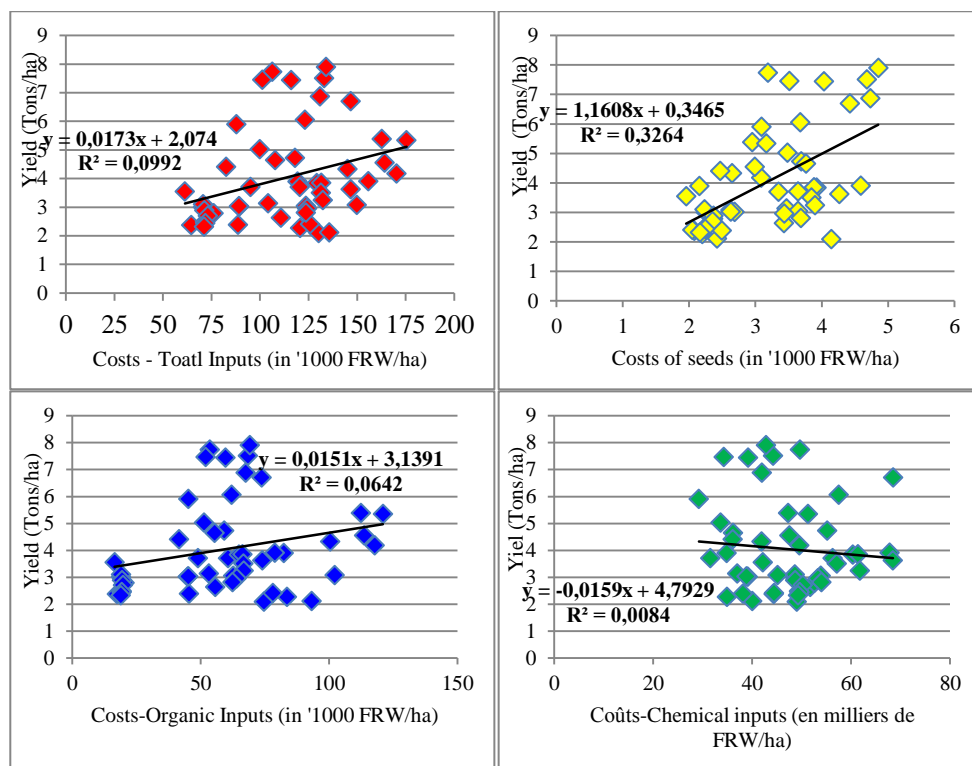 9
8
7
6
5
4
3
2
1
0
Yield (Tons/ha)
y = 0,0173x + 2,074
R² = 0,0992
0 25 50 75 100 125 150 175 200
Costs - Toatl Inputs (in '1000 FRW/ha)
9
8
7
6
5
4
3
2
1
0
Yield (Tons/ha)
y = 1,1608x + 0,3465
R² = 0,3264
0 1 2 3 4 5 6
Costs of seeds (in '1000 FRW/ha)
9
8
7
6
5
4
3
2
1
0
Yield (Tons/ha)
y = 0,0151x + 3,1391
R² = 0,0642
0 50 100 150
Costs-Organic Inputs (in '1000 FRW/ha)
9
8
7
6
5
4
3
2
1
0
Yiel (Tons/ha)
y = -0,0159x + 4,7929
R² = 0,0084
20 40 60 80
Coûts-Chemical inputs (en milliers de
FRW/ha)